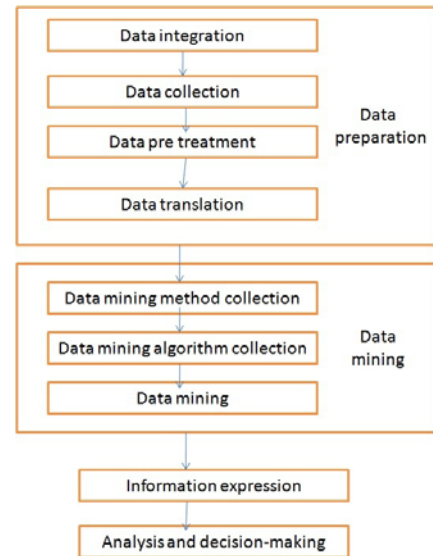 Data integration
Data collection
Data pre treatment
Data translation
Data
preparation
Data mining method collection
Data mining algorithm collection
Data mining
Data
mining
Information expression
Analysis and decision-making